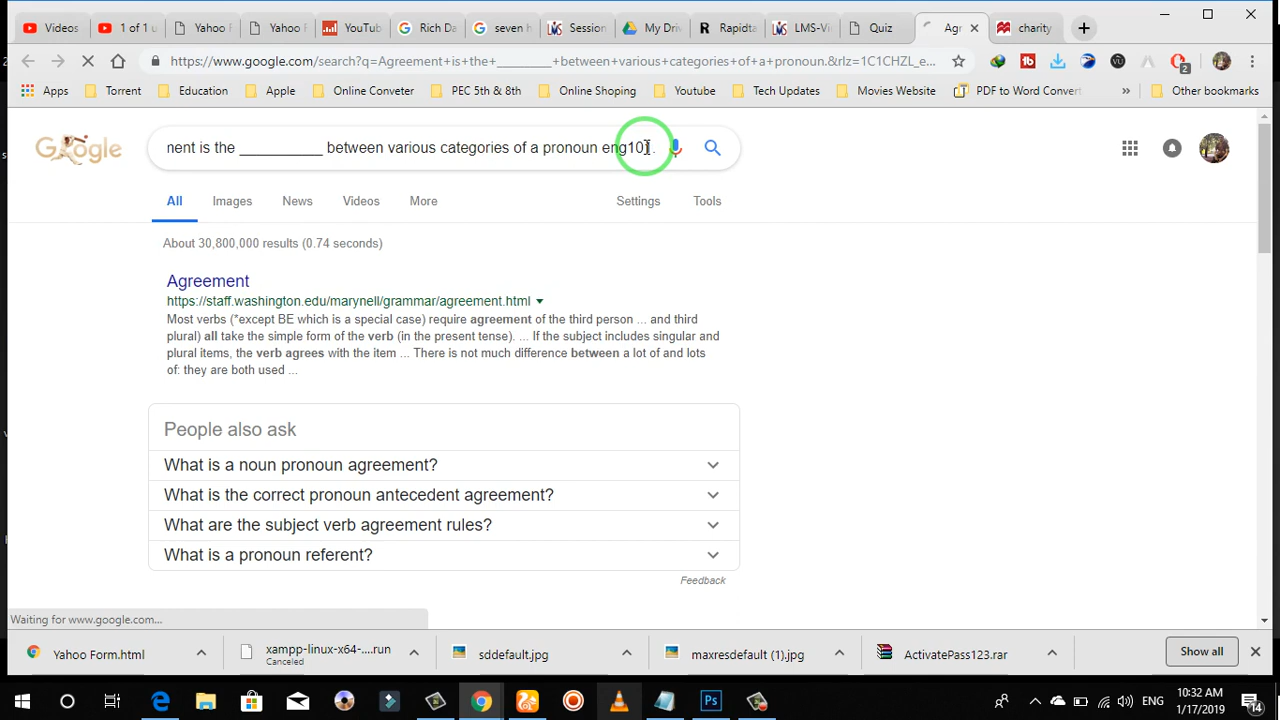 Videos
1 of 1 u
Yahoo F
Yahoo F
YouTub
Rich Da
seven H
Session
My Driv
Rapidta
LMS-Vi
Quiz
Agr
charity
https://www.google.com/search?q=Agreement+is+the+_________+between+various+categories+of+a+pronoun.&rlz=1C1CHZL_e...
2
Apps
Torrent
Education
Apple
Online Conveter
PEC 5th & 8th
Online Shoping
Youtube
Tech Updates
Movies Website
PDF to Word Convert
»
Other bookmarks
nent is the ___________ between various categories of a pronoun eng10
All
Images
News
Videos
More
Settings
Tools
About 30,800,000 results (0.74 seconds)
Agreement
https://staff.washington.edu/marynell/grammar/agreement.html
Most verbs (*except BE which is a special case) require agreement of the third person ... and third
plural) all take the simple form of the verb (in the present tense). ... If the subject includes singular and
plural items, the verb agrees with the item ... There is not much difference between a lot of and lots
of: they are both used ...
People also ask
What is a noun pronoun agreement?
What is the correct pronoun antecedent agreement?
What are the subject verb agreement rules?
What is a pronoun referent?
Feedback
Waiting for www.google.com...
Yahoo Form.html
xampp-linux-x64-....run
Canceled
sddefault.jpg
maxresdefault (1).jpg
ActivatePass123.rar
Show all
ENG
10:32 AM
1/17/2019
14